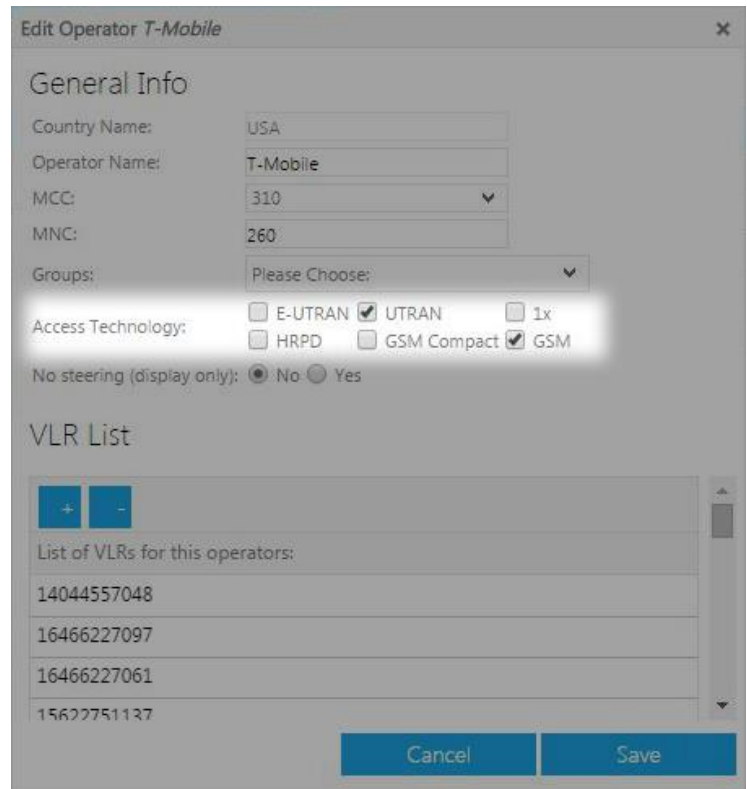 Edit Operator T-Mobile ×
General Info
Country Name: USA
Operator Name: T-Mobile
MCC: 310
MNC: 260
Groups: Please Choose:
Access Technology: E-UTRAN UTRAN 1x
HRPD GSM Compact GSM
No steering (display only): No Yes
VLR List
+ -
List of VLRs for this operators:
14044557048
16466227097
16466227061
15622751137
Cancel Save